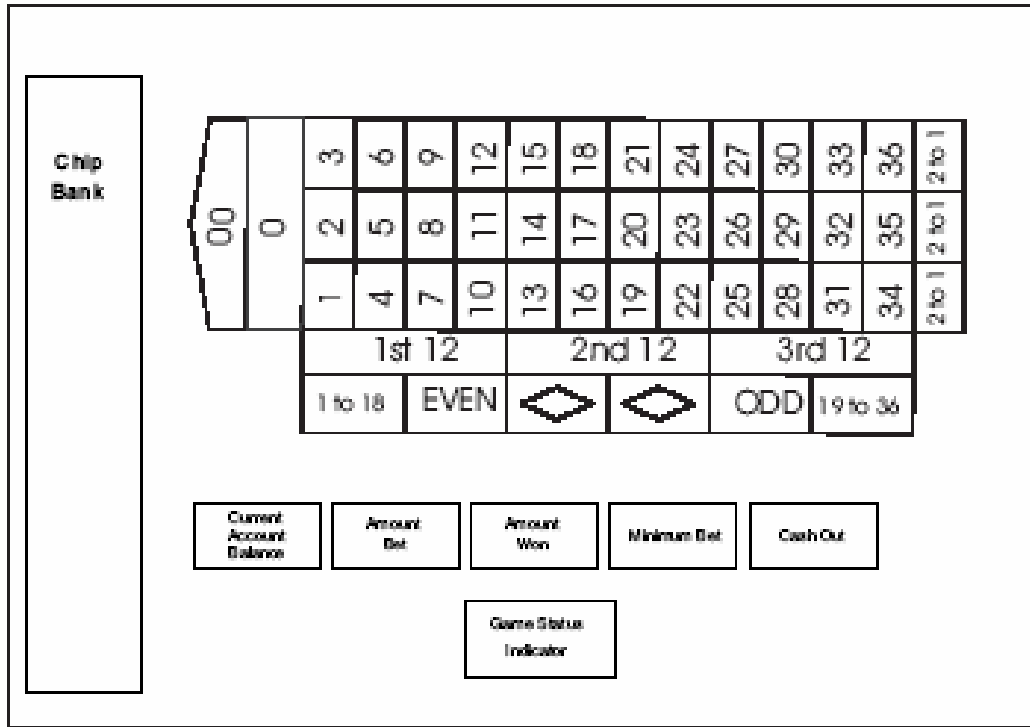 Chip
Bank
00
0
3 6 9 12 15 18 21 24 27 30 33 36 2 to 1
2 5 8 11 14 17 20 23 26 29 32 35 2 to 1
1 4 7 10 13 16 19 22 25 28 31 34 2 to 1
1st 12 2nd 12 3rd 12
1 to 18 EVEN ODD 19 to 36
Current
Account
Balance
Amount
Bet
Amount
Won
Minimum Bet
Cash Out
Game Status
Indicator